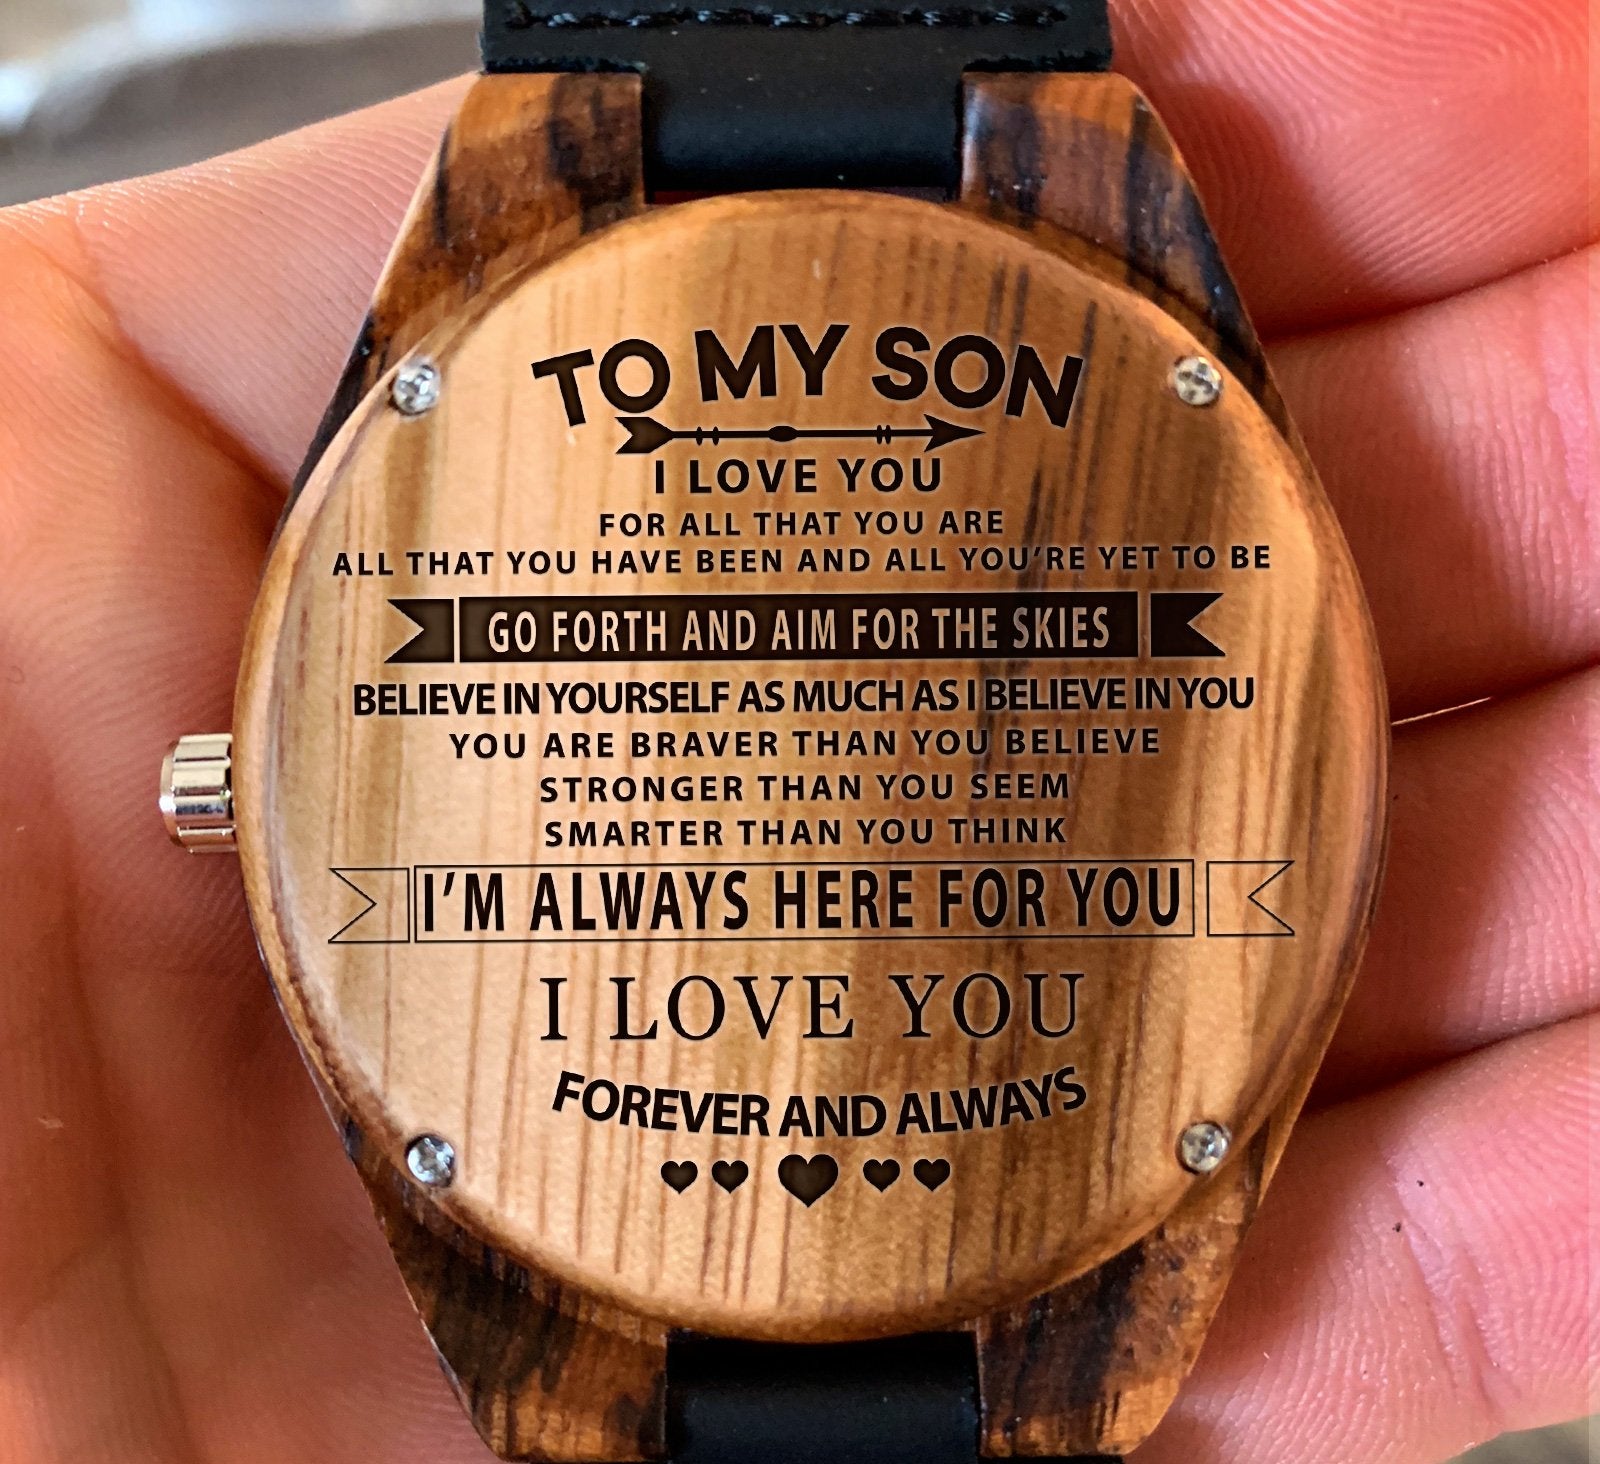 TO MY SON
I LOVE YOU
FOR ALL THAT YOU ARE
ALL THAT YOU HAVE BEEN AND ALL YOU'RE YET TO BE
GO FORTH AND AIM FOR THE SKIES
BELIEVE IN YOURSELF AS MUCH AS I BELIEVE IN YOU
YOU ARE BRAVER THAN YOU BELIEVE
STRONGER THAN YOU SEEM
SMARTER THAN YOU THINK
I'M ALWAYS HERE FOR YOU
I LOVE YOU
FOREVER AND ALWAYS